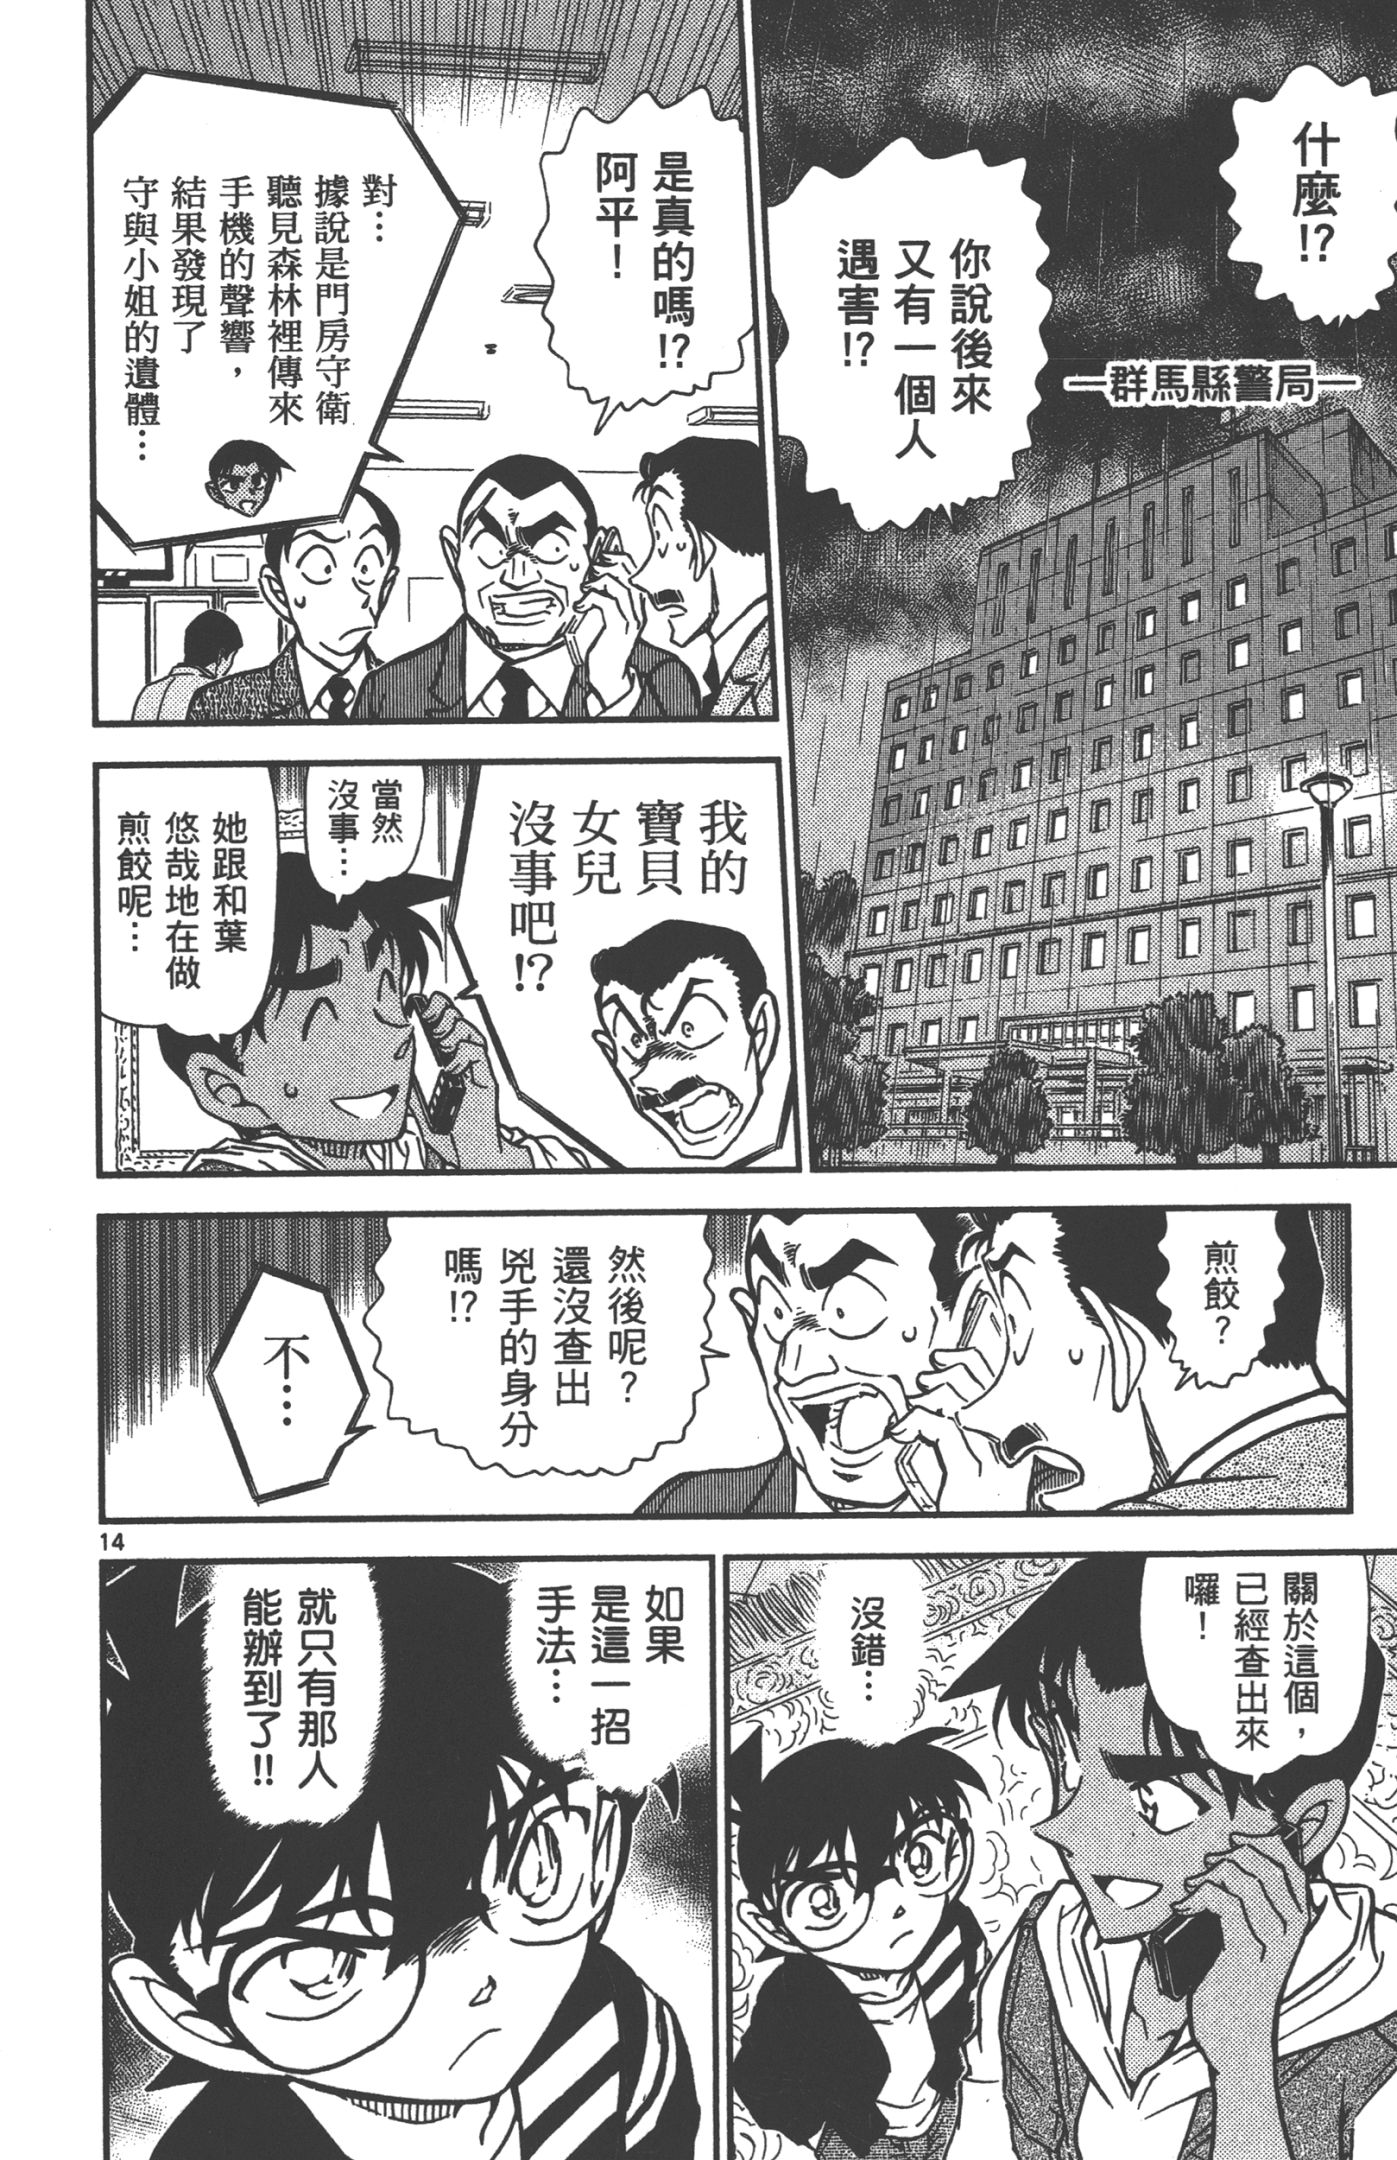 什麼!?
你說後來
又有一個人
遇害!?
—群馬縣警局—
是真的嗎!?
阿平！
對…
據說是門房守衛
聽見森林裡傳來
手機的聲響，
結果發現了
守與小姐的遺體…
我的
寶貝
女兒
沒事吧!?
當然
沒事…
她跟和葉
悠哉地在做
煎餃呢…
煎餃？
然後呢？
還沒查出
兇手的身分
嗎!?
不…
14
關於這個，
已經查出來
囉！
沒錯…
如果
是這一招
手法…
就只有那人
能辦到了!!